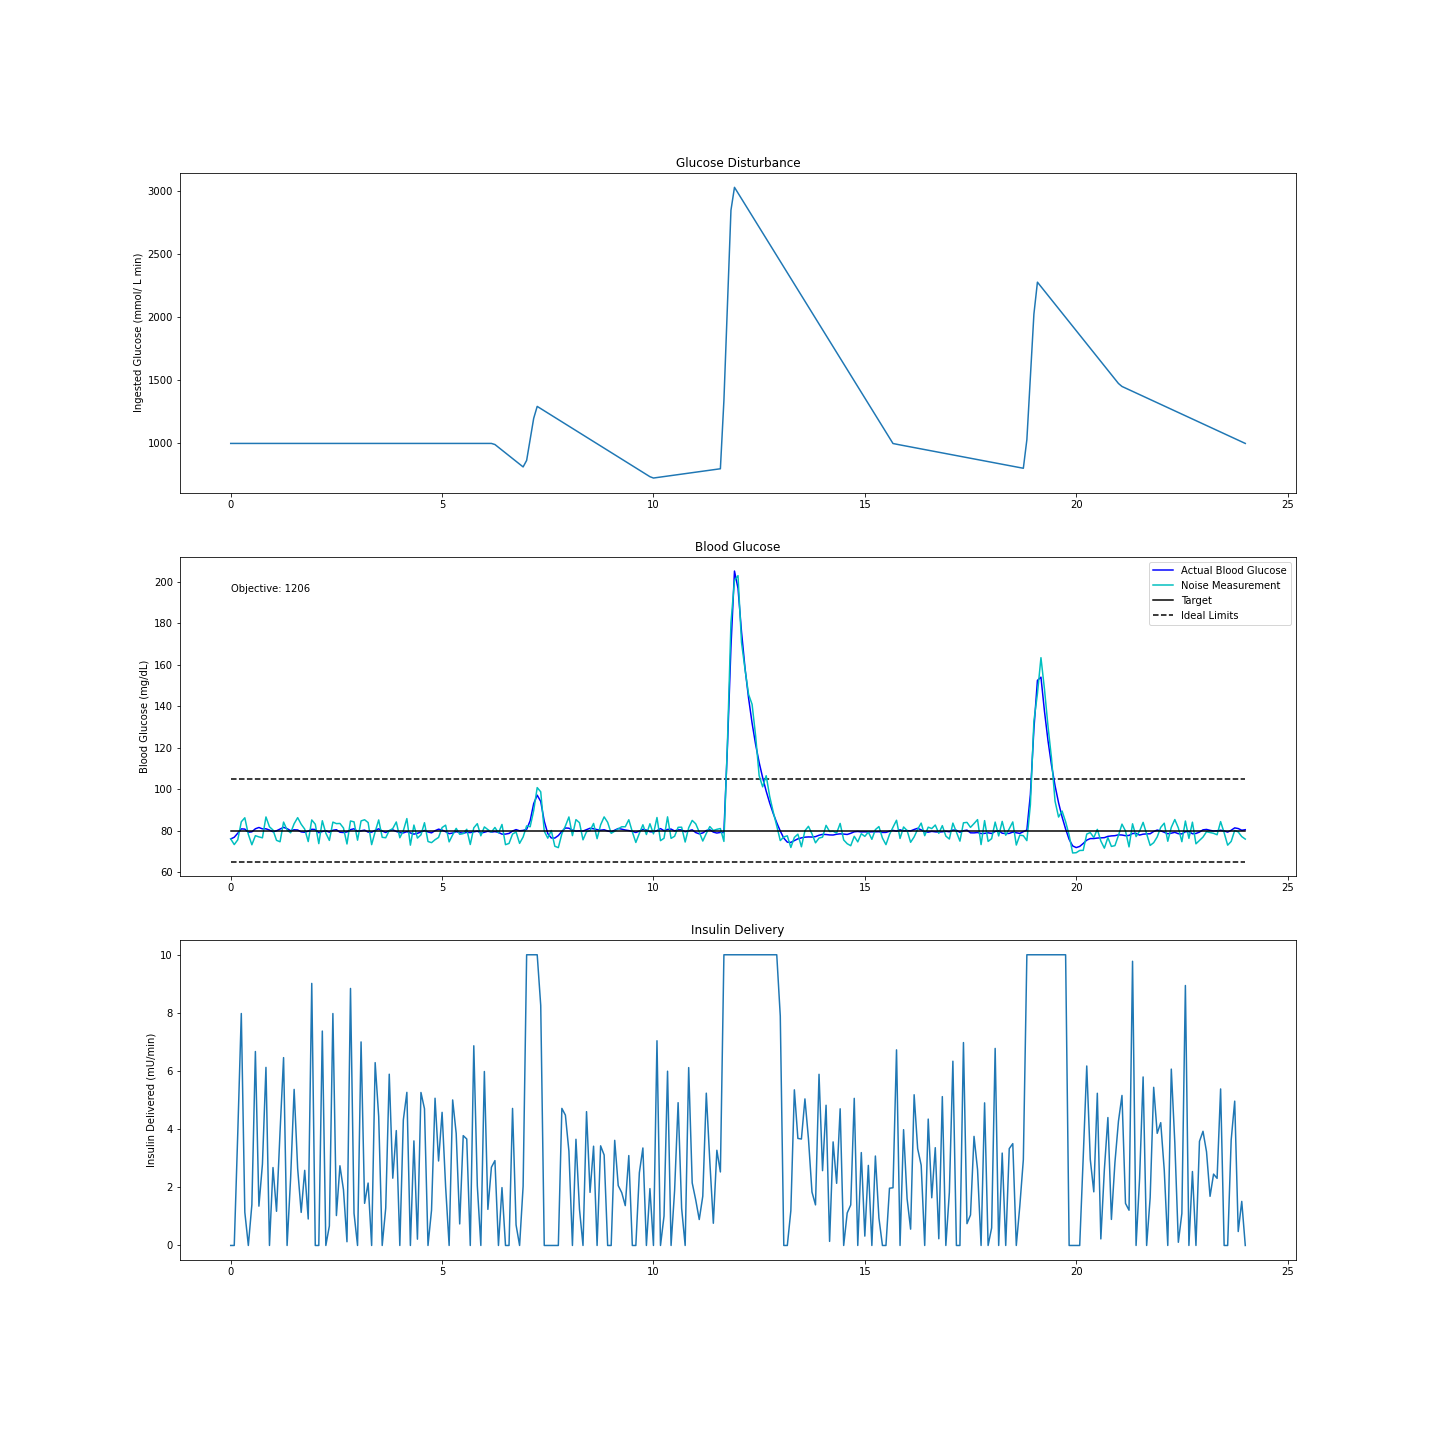 Glucose Disturbance
Ingested Glucose (mmol/ L min)
3000
2500
2000
1500
1000
0 5 10 15 20 25
Blood Glucose
Blood Glucose (mg/dL)
200
180
160
140
120
100
80
60
Objective: 1206
Actual Blood Glucose
Noise Measurement
Target
Ideal Limits
0 5 10 15 20 25
Insulin Delivery
Insulin Delivered (mU/min)
10
8
6
4
2
0
0 5 10 15 20 25